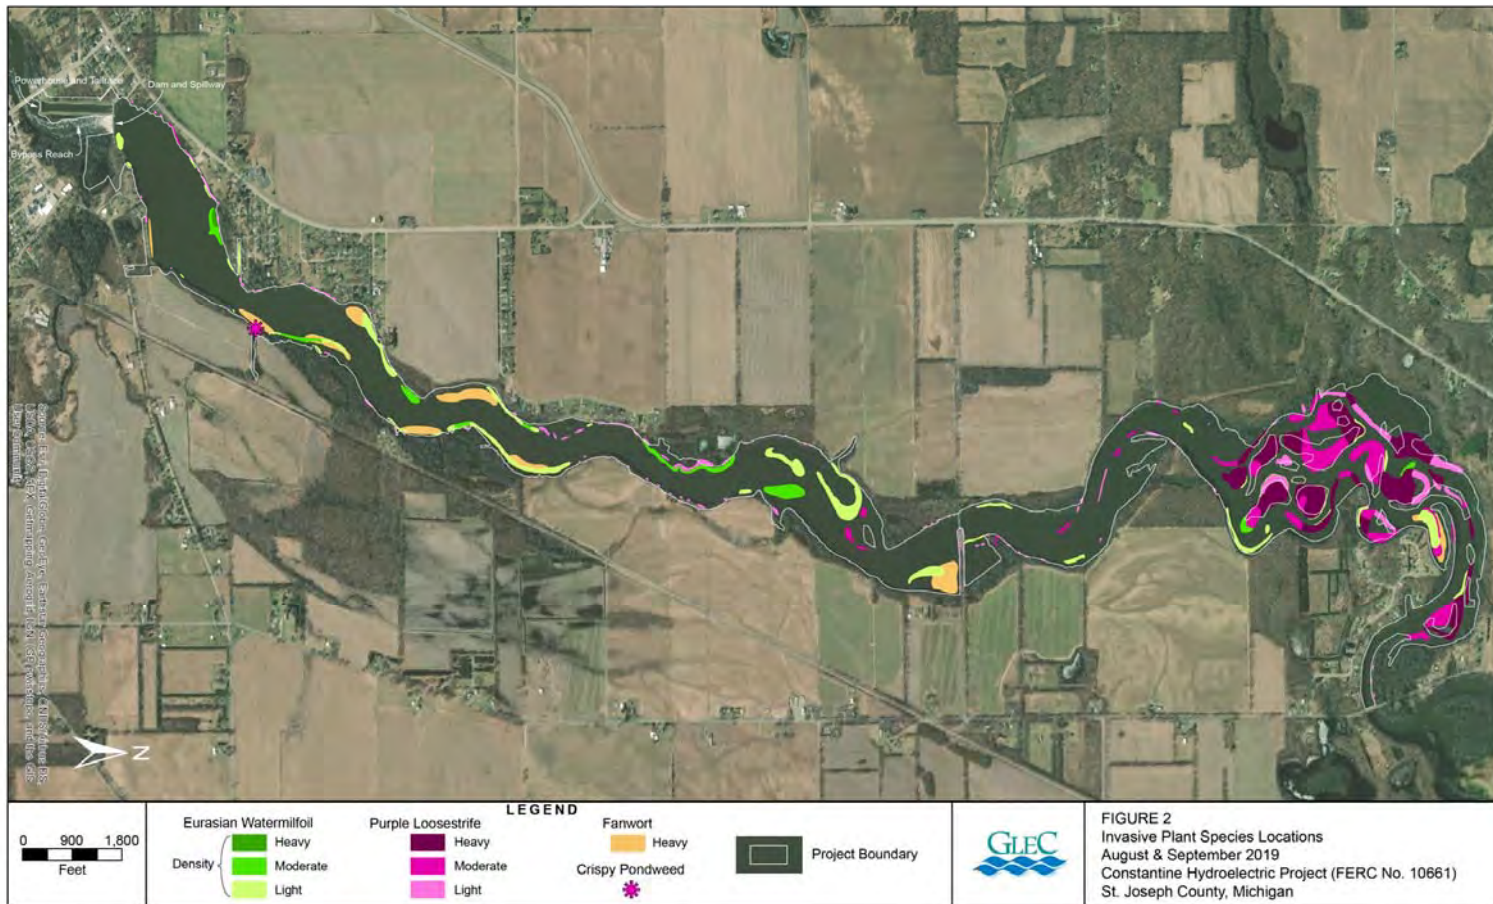 Powerhouse and Tailrace
Dam and Spillway
Bypass Reach
N
0 900 1,800
Feet
LEGEND
Eurasian Watermilfoil
Density
Heavy
Moderate
Light
Purple Loosestrife
Heavy
Moderate
Light
Fanwort
Heavy
Crispy Pondweed
Project Boundary
GLEC
FIGURE 2
Invasive Plant Species Locations
August & September 2019
Constantine Hydroelectric Project (FERC No. 10661)
St. Joseph County, Michigan